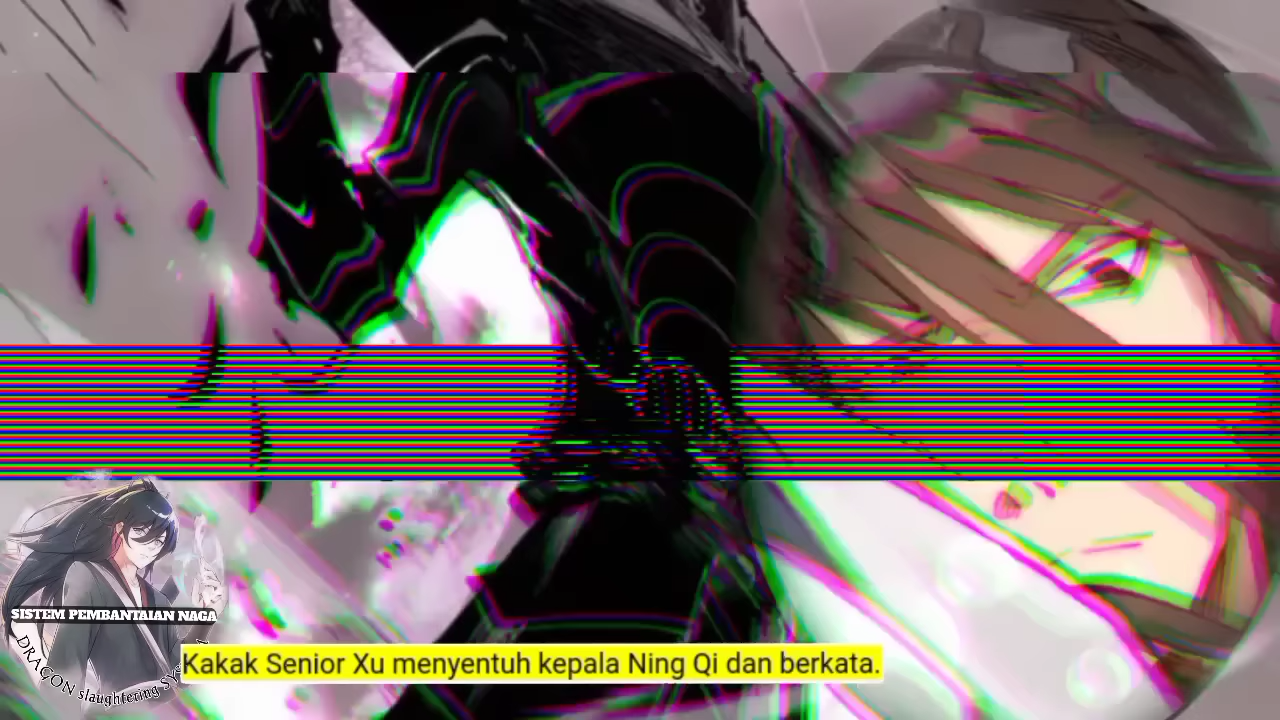 SISTEM PEMBANTAIAN NAGA
DRAGON slaughtering
Kakak Senior Xu menyentuh kepala Ning Qi dan berkata.